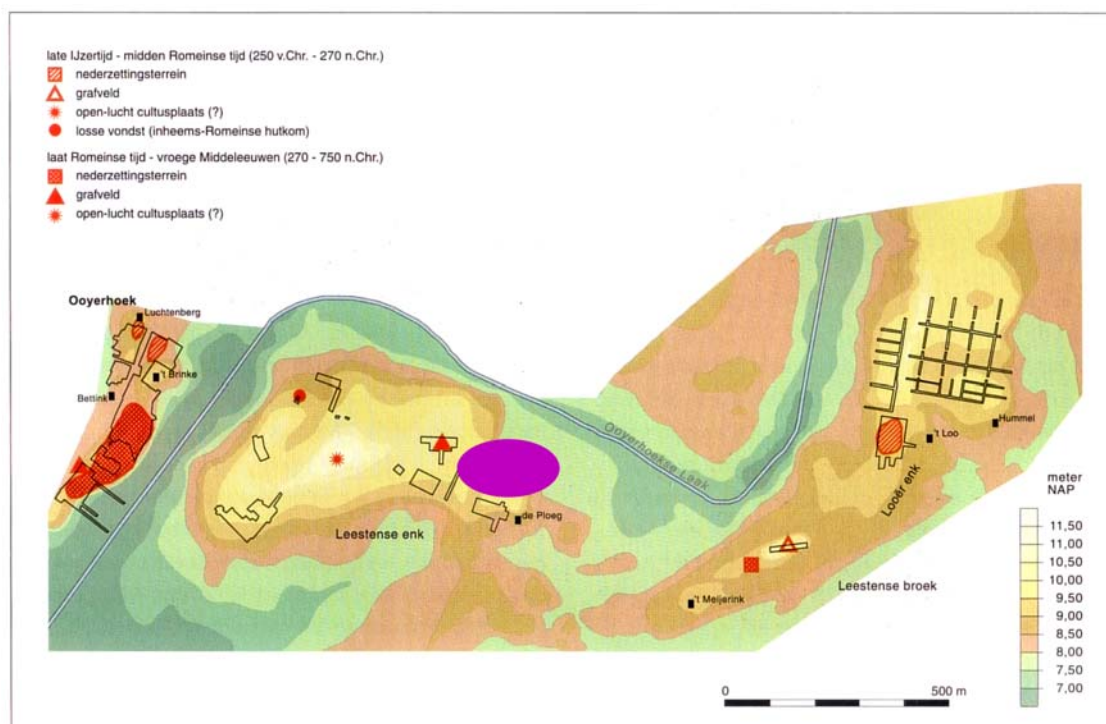 late IJzertijd - midden Romeinse tijd (250 v.Chr. - 270 n.Chr.)
nederzettingsterrein
grafveld
open-lucht cultusplaats (?)
losse vondst (inheems-Romeinse hutkom)
laat Romeinse tijd - vroege Middeleeuwen (270 - 750 n.Chr.)
nederzettingsterrein
grafveld
open-lucht cultusplaats (?)
Ooyerhoek
Luchtenberg
't Brinke
Bettink
Ooyerhoekse Laak
't Loo
Hummel
Looër enk
de Ploeg
Leestense enk
't Meijerink
Leestense broek
meter
NAP
11,50
11,00
10,50
10,00
9,50
9,00
8,50
8,00
7,50
7,00
0
500 m